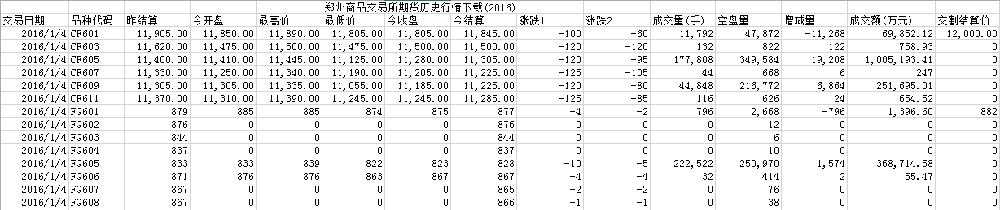 郑州商品交易所期货历史行情下载(2016)
交易日期 品种代码 昨结算 今开盘 最高价 最低价 今收盘 今结算 涨跌1 涨跌2 成交量(手) 空盘量 增减量 成交额(万元) 交割结算价
2016/1/4 CF601 11,905.00 11,850.00 11,890.00 11,805.00 11,805.00 11,845.00 -100 -60 11,792 47,872 -11,268 69,852.12 12,000.00
2016/1/4 CF603 11,620.00 11,475.00 11,500.00 11,475.00 11,500.00 11,500.00 -120 -120 132 822 122 758.93 0
2016/1/4 CF605 11,400.00 11,410.00 11,445.00 11,125.00 11,280.00 11,305.00 -120 -95 177,808 349,584 19,208 1,005,193.41 0
2016/1/4 CF607 11,330.00 11,250.00 11,340.00 11,190.00 11,205.00 11,225.00 -125 -105 44 668 6 247 0
2016/1/4 CF609 11,305.00 11,305.00 11,335.00 11,055.00 11,185.00 11,225.00 -120 -80 44,848 216,772 6,864 251,695.01 0
2016/1/4 CF611 11,370.00 11,310.00 11,390.00 11,245.00 11,245.00 11,285.00 -125 -85 116 626 24 654.52 0
2016/1/4 FG601 879 885 885 874 875 877 -4 -2 796 2,668 -796 1,396.60 882
2016/1/4 FG602 876 0 0 0 0 876 0 0 0 12 0 0 0
2016/1/4 FG603 844 0 0 0 0 844 0 0 0 6 0 0 0
2016/1/4 FG604 837 0 0 0 0 837 0 0 0 10 0 0 0
2016/1/4 FG605 833 833 839 822 823 828 -10 -5 222,522 250,970 1,574 368,714.58 0
2016/1/4 FG606 871 876 876 863 867 867 -4 -4 32 414 2 55.47 0
2016/1/4 FG607 867 0 0 0 0 865 -2 -2 0 76 0 0 0
2016/1/4 FG608 867 0 0 0 0 866 -1 -1 0 38 0 0 0